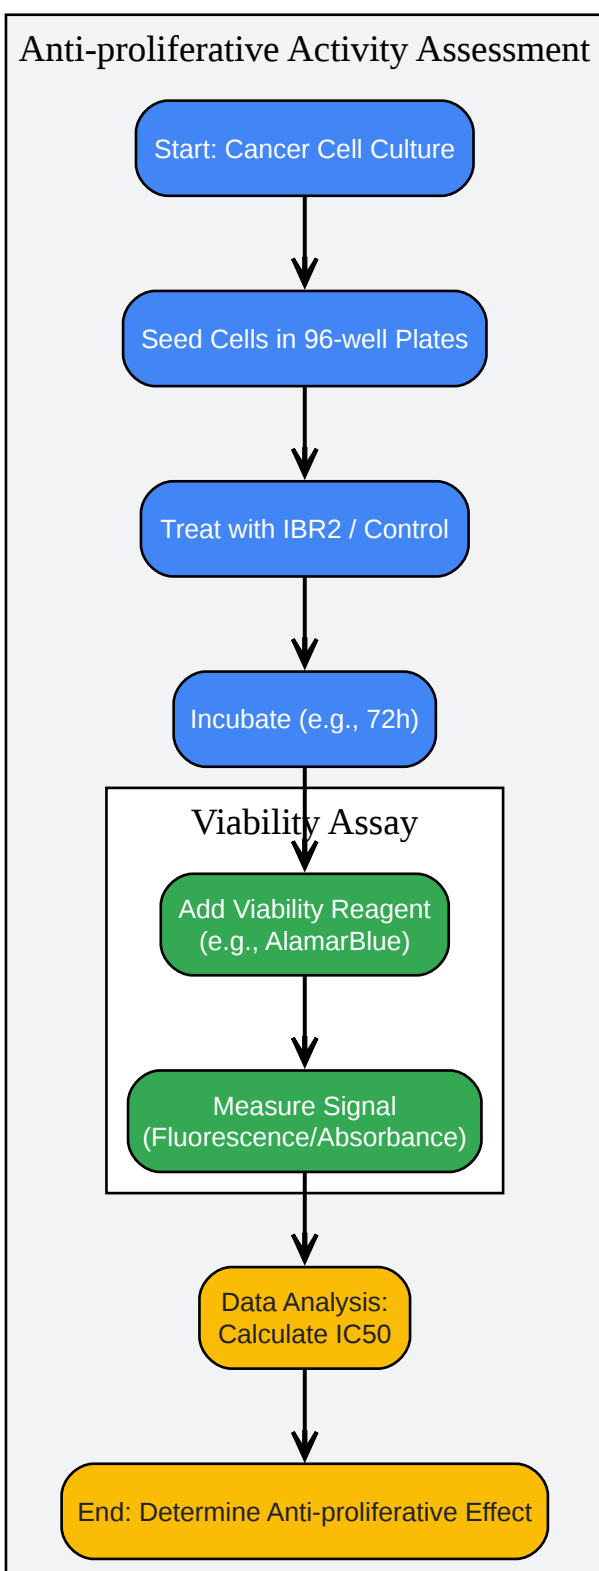 Anti-proliferative Activity Assessment
Start: Cancer Cell Culture
Seed Cells in 96-well Plates
Treat with IBR2 / Control
Incubate (e.g., 72h)
Viability Assay
Add Viability Reagent
(e.g., AlamarBlue)
Measure Signal
(Fluorescence/Absorbance)
Data Analysis:
Calculate IC50
End: Determine Anti-proliferative Effect